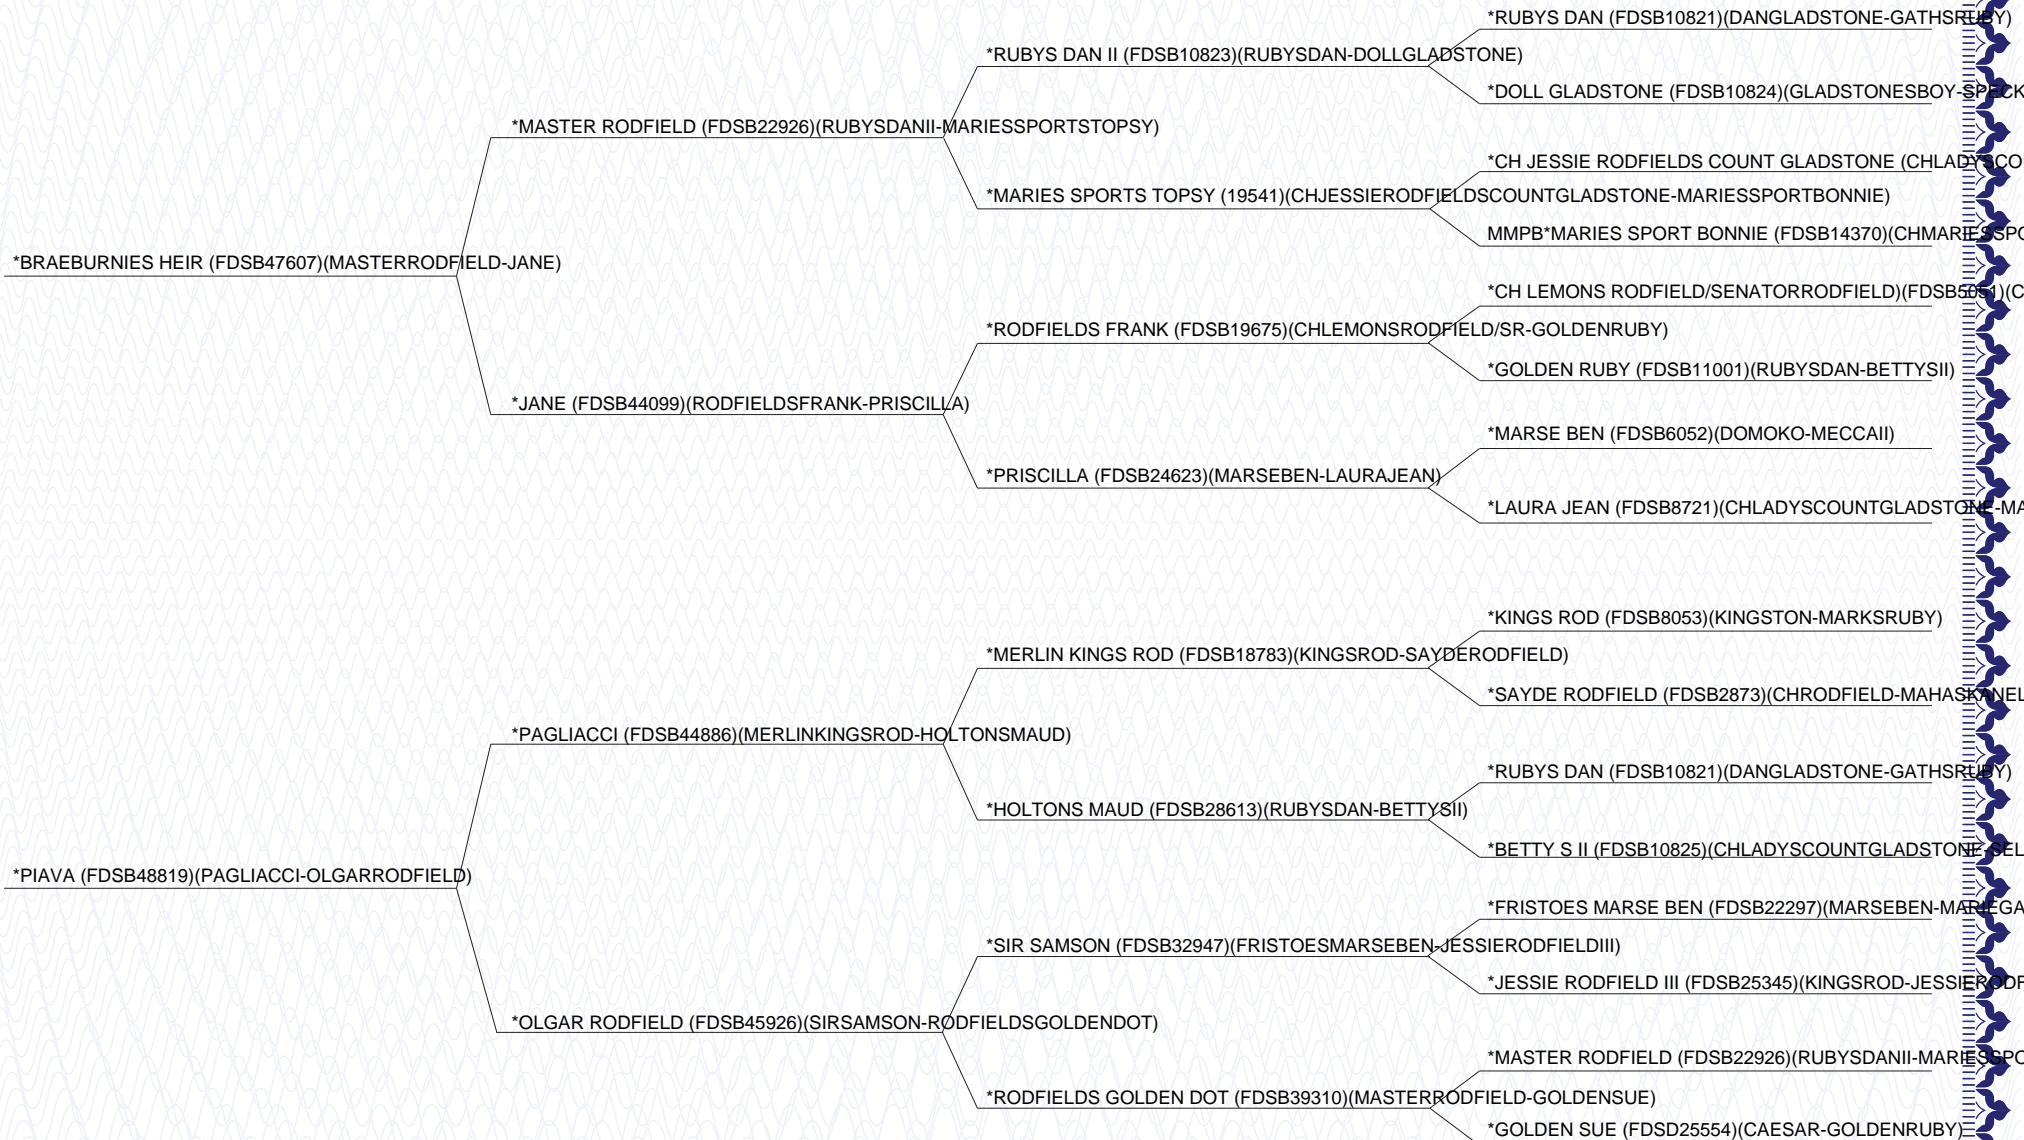 *RUBYS DAN (FDSB10821)(DANGLADSTONE-GATHSRUBY)
*RUBYS DAN II (FDSB10823)(RUBYSDAN-DOLLGLADSTONE)
*DOLL GLADSTONE (FDSB10824)(GLADSTONESBOY-SPECK
*MASTER RODFIELD (FDSB22926)(RUBYSDANII-MARIESSPORTSTOPSY)
*CH JESSIE RODFIELDS COUNT GLADSTONE (CHLADYSCO
*MARIES SPORTS TOPSY (19541)(CHJESSIERODFIELDSCOUNTGLADSTONE-MARIESSPORTBONNIE)
MMPB*MARIES SPORT BONNIE (FDSB14370)(CHMARIESSPO
*BRAEBURNIES HEIR (FDSB47607)(MASTERRODFIELD-JANE)
*CH LEMONS RODFIELD/SENATORRODFIELD)(FDSB5051)(C
*RODFIELDS FRANK (FDSB19675)(CHLEMONSRODFIELD/SR-GOLDENRUBY)
*GOLDEN RUBY (FDSB11001)(RUBYSDAN-BETTYSII)
*JANE (FDSB44099)(RODFIELDSFRANK-PRISCILLA)
*MARSE BEN (FDSB6052)(DOMOKO-MECCAII)
*PRISCILLA (FDSB24623)(MARSEBEN-LAURAJEAN)
*LAURA JEAN (FDSB8721)(CHLADYSCOUNTGLADSTONE-MA
*KINGS ROD (FDSB8053)(KINGSTON-MARKSRUBY)
*MERLIN KINGS ROD (FDSB18783)(KINGSROD-SAYDERODFIELD)
*SAYDE RODFIELD (FDSB2873)(CHRODFIELD-MAHASKANEL
*PAGLIACCI (FDSB44886)(MERLINKINGSROD-HOLTONSMAUD)
*RUBYS DAN (FDSB10821)(DANGLADSTONE-GATHSRUBY)
*HOLTONS MAUD (FDSB28613)(RUBYSDAN-BETTYSII)
*BETTY S II (FDSB10825)(CHLADYSCOUNTGLADSTONE-SEL
*PIAVA (FDSB48819)(PAGLIACCI-OLGARRODFIELD)
*FRISTOES MARSE BEN (FDSB22297)(MARSEBEN-MARIEGA
*SIR SAMSON (FDSB32947)(FRISTOESMARSEBEN-JESSIERODFIELDIII)
*JESSIE RODFIELD III (FDSB25345)(KINGSROD-JESSIERODF
*OLGAR RODFIELD (FDSB45926)(SIRSAMSON-RODFIELDSGOLDENDOT)
*MASTER RODFIELD (FDSB22926)(RUBYSDANII-MARIESSPO
*RODFIELDS GOLDEN DOT (FDSB39310)(MASTERRODFIELD-GOLDENSUE)
*GOLDEN SUE (FDSD25554)(CAESAR-GOLDENRUBY)